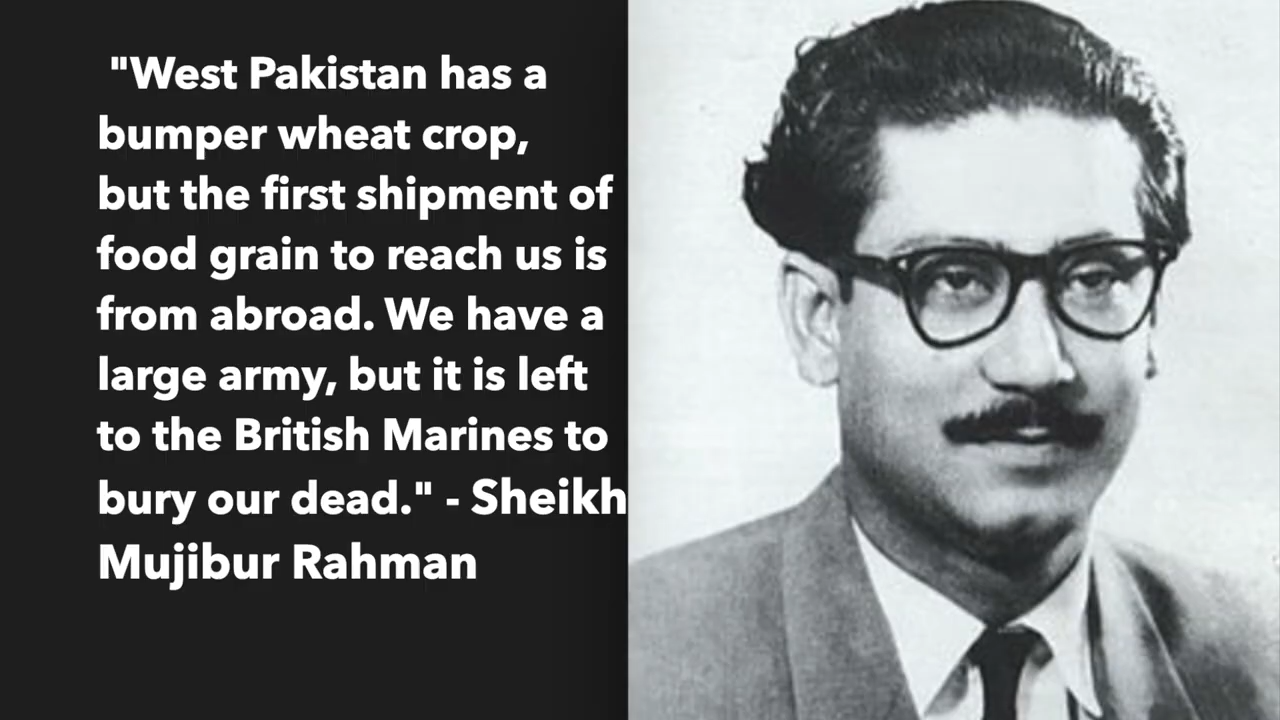 "West Pakistan has a
bumper wheat crop,
but the first shipment of
food grain to reach us is
from abroad. We have a
large army, but it is left
to the British Marines to
bury our dead." - Sheikh
Mujibur Rahman